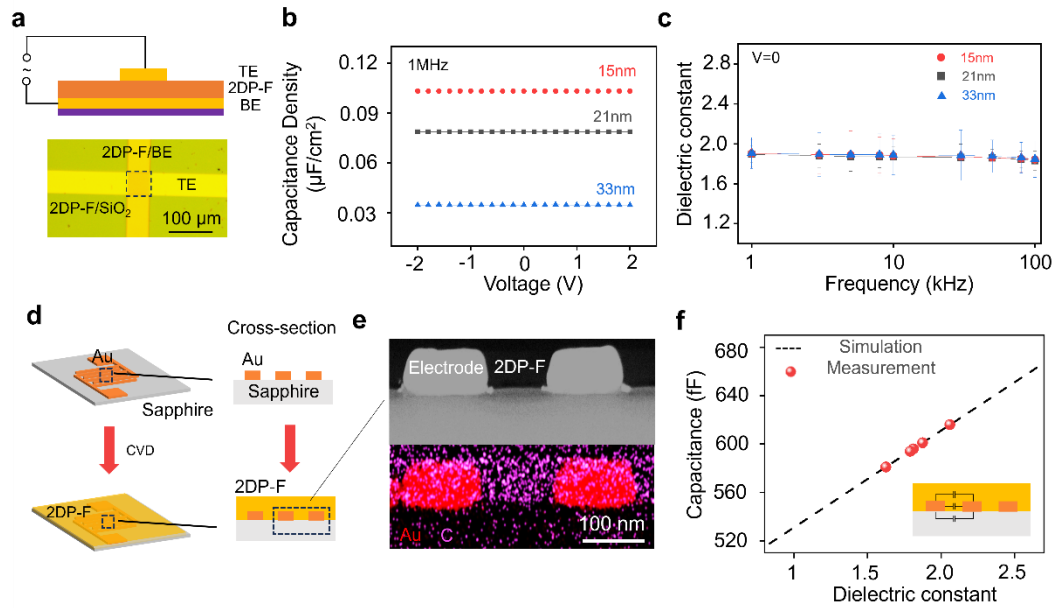 a
TE
2DP-F
BE
~
2DP-F/BE
TE
2DP-F/SiO2
100 μm
b
1MHz
15nm
21nm
33nm
0.12
0.09
0.06
0.03
Capacitance Density
(μF/cm²)
-2 -1 0 1 2
Voltage (V)
c
V=0
15nm
21nm
33nm
2.8
2.4
2.0
1.6
1.2
Dielectric constant
1 10 100
Frequency (kHz)
d
Au
Sapphire
CVD
2DP-F
Cross-section
Au
Sapphire
2DP-F
e
Electrode 2DP-F
Au C
100 nm
f
Simulation
Measurement
680
640
600
560
520
Capacitance (fF)
1 1.5 2.0 2.5
Dielectric constant